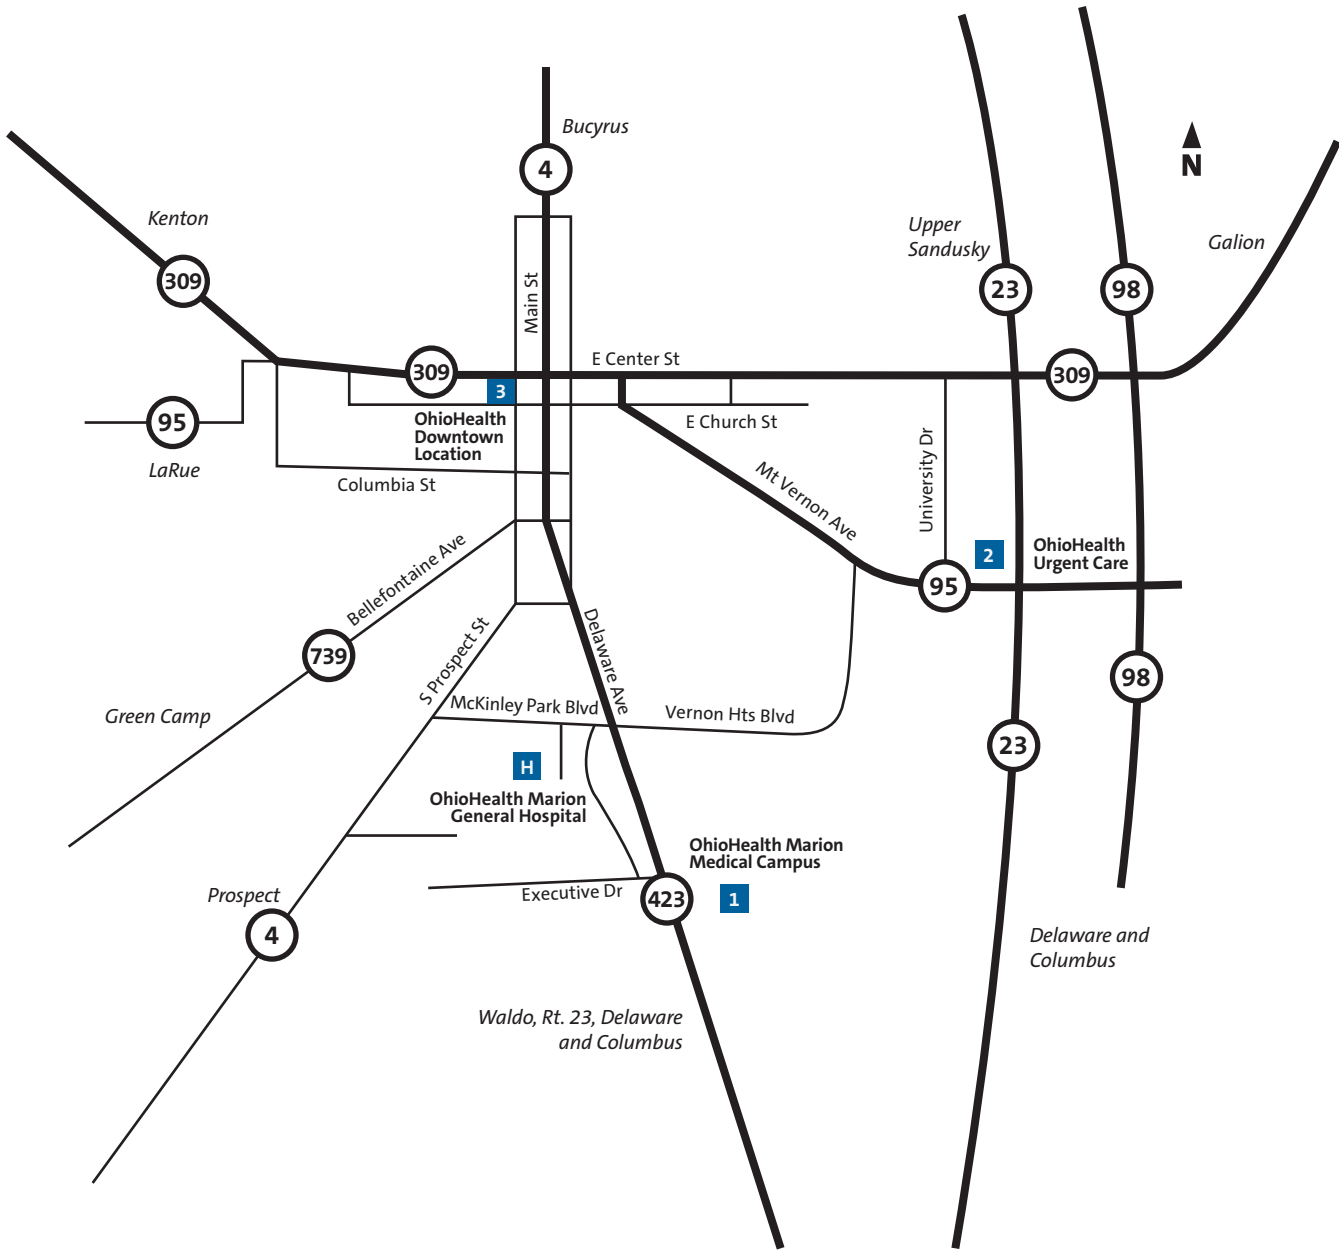 Bucyrus
4
N
Kenton
Upper
Sandusky
Galion
309
23
98
Main St
E Center St
309
309
3
OhioHealth
Downtown
Location
E Church St
95
LaRue
Columbia St
Mt Vernon Ave
University Dr
2
OhioHealth
Urgent Care
Bellefontaine Ave
95
739
S Prospect St
Delaware Ave
98
Green Camp
McKinley Park Blvd
Vernon Hts Blvd
23
H
OhioHealth Marion
General Hospital
OhioHealth Marion
Medical Campus
1
Executive Dr
423
Prospect
4
Delaware and
Columbus
Waldo, Rt. 23, Delaware
and Columbus